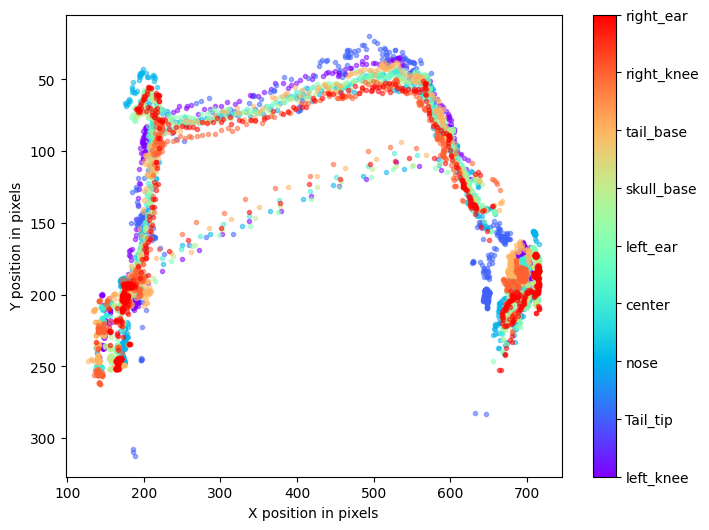 right_ear
50
right_knee
100
tail_base
150
skull_base
200
left_ear
250
center
300
nose
Tail_tip
left_knee
Y position in pixels
100 200 300 400 500 600 700
X position in pixels